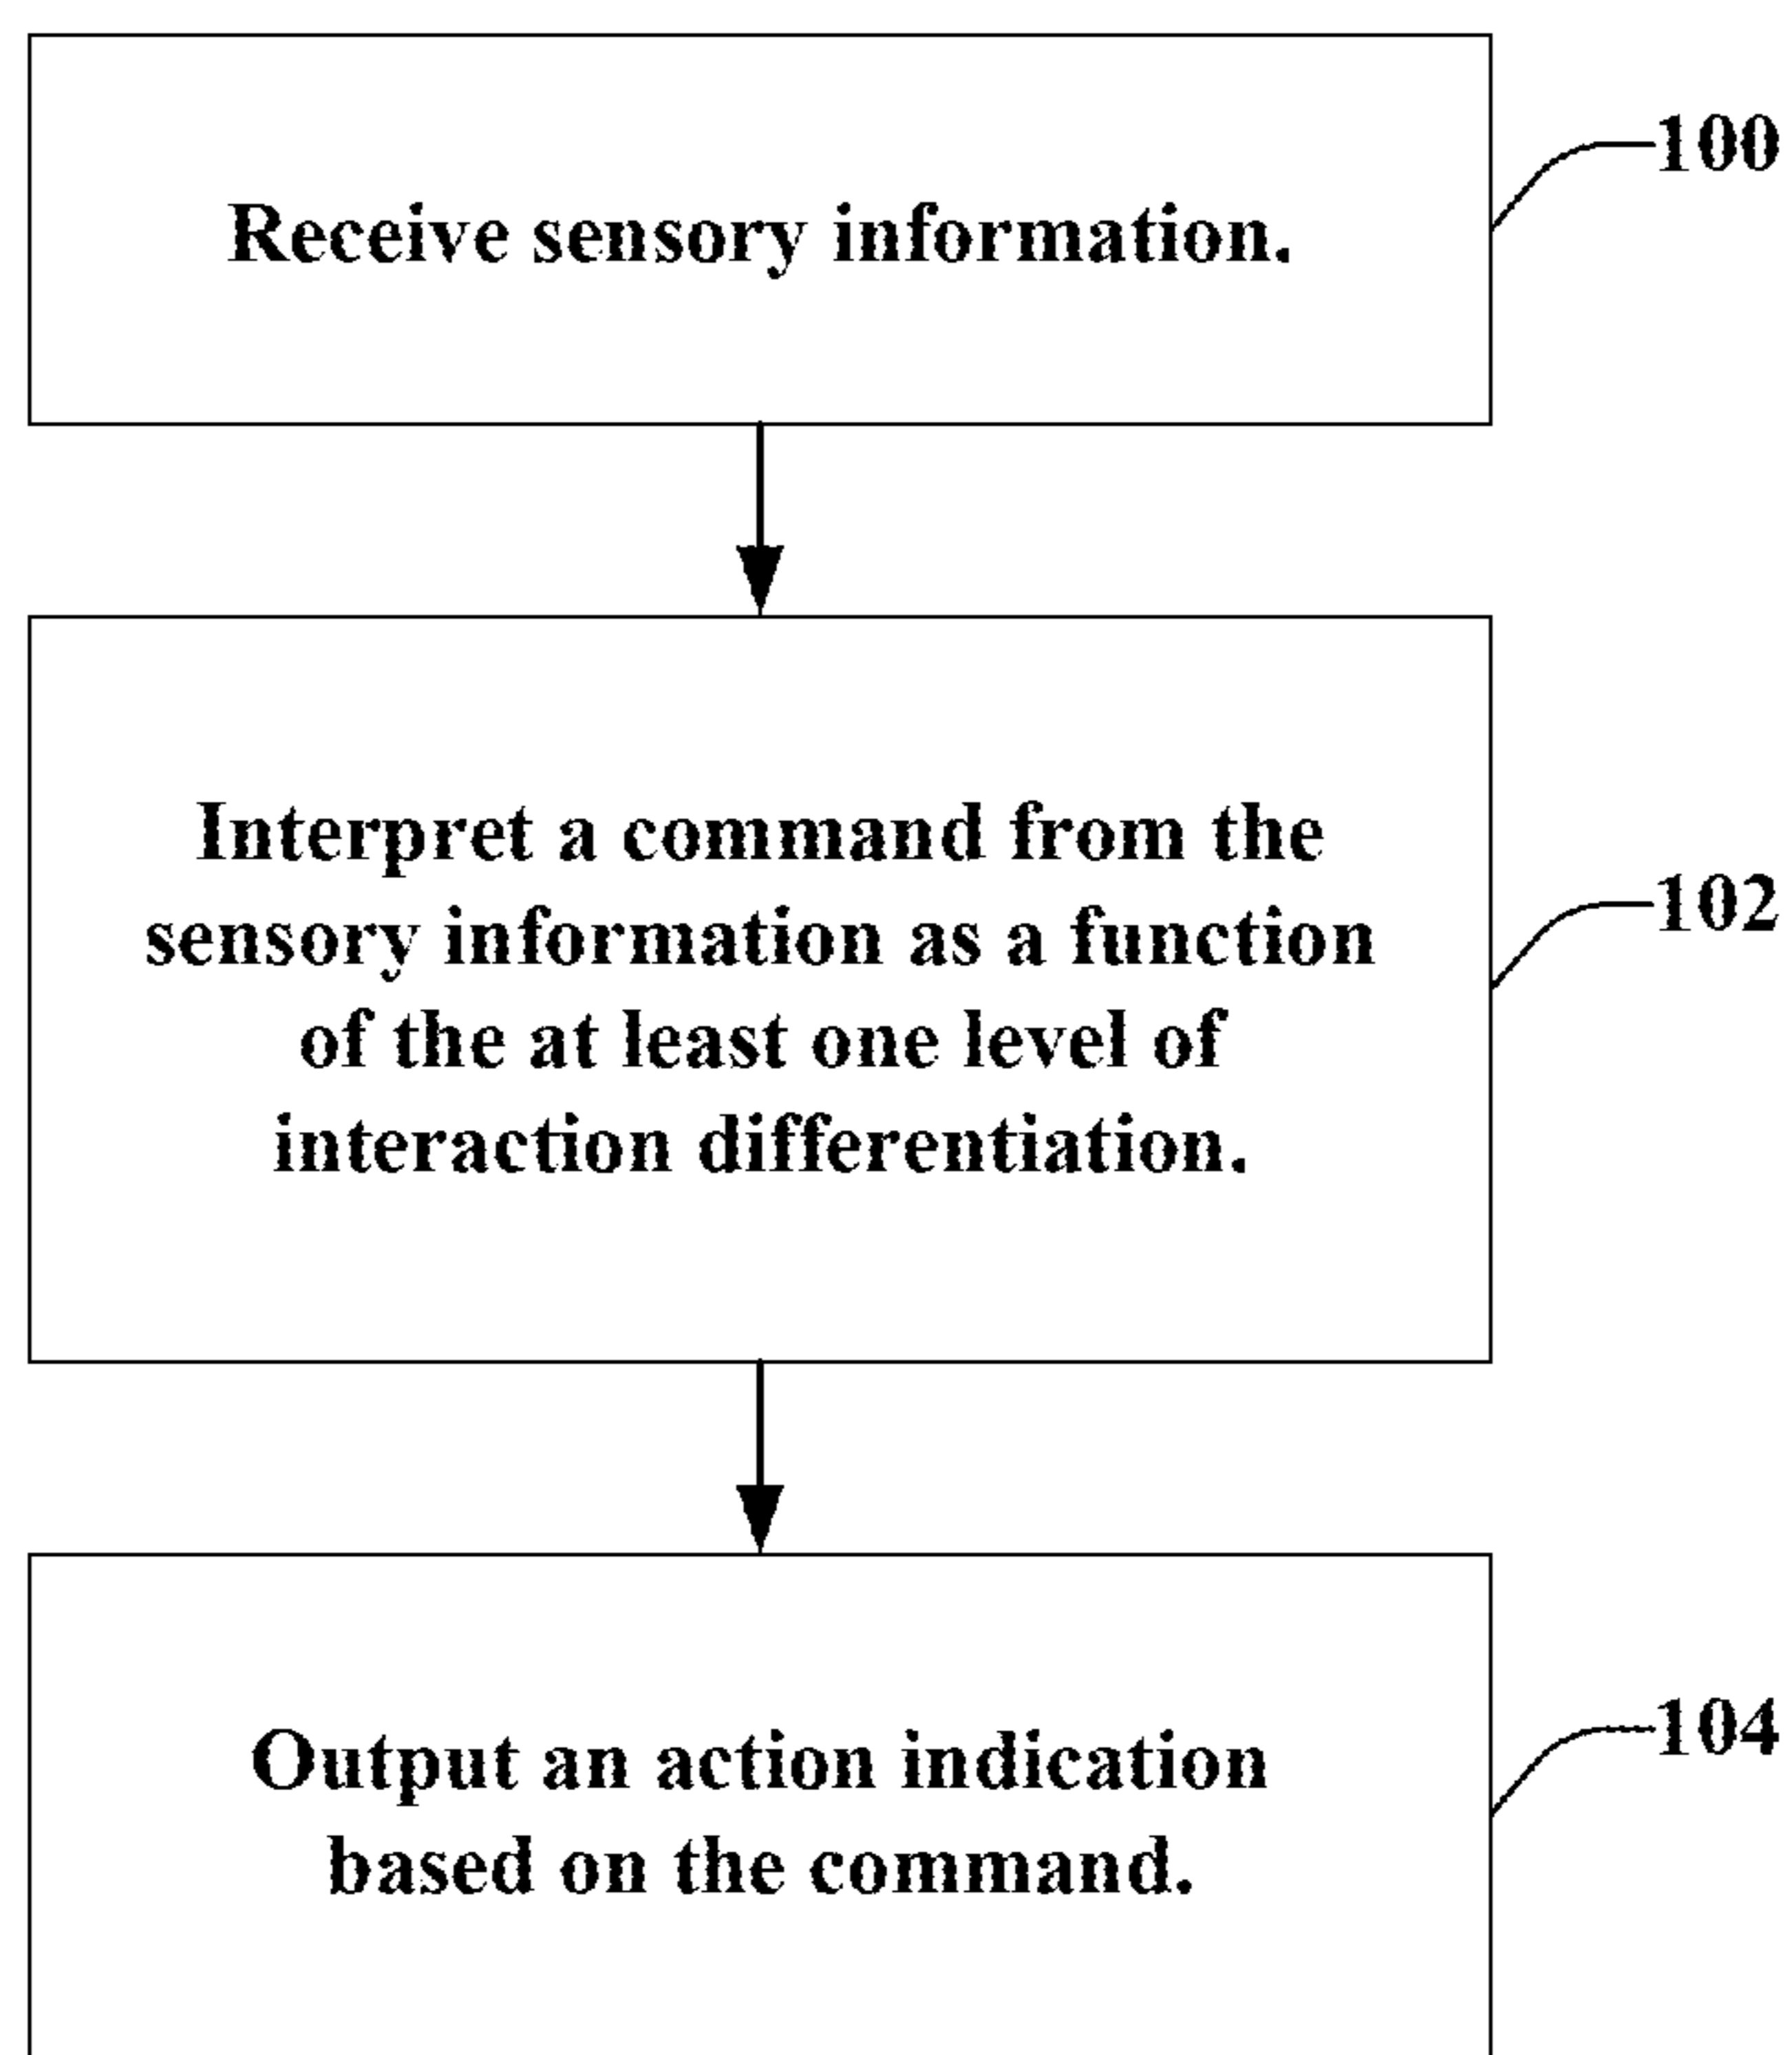 100
Receive sensory information.
Interpret a command from the
102
sensory information as a function
of the at least one level of
interaction differentiation.
104
Output an action indication
based on the command.